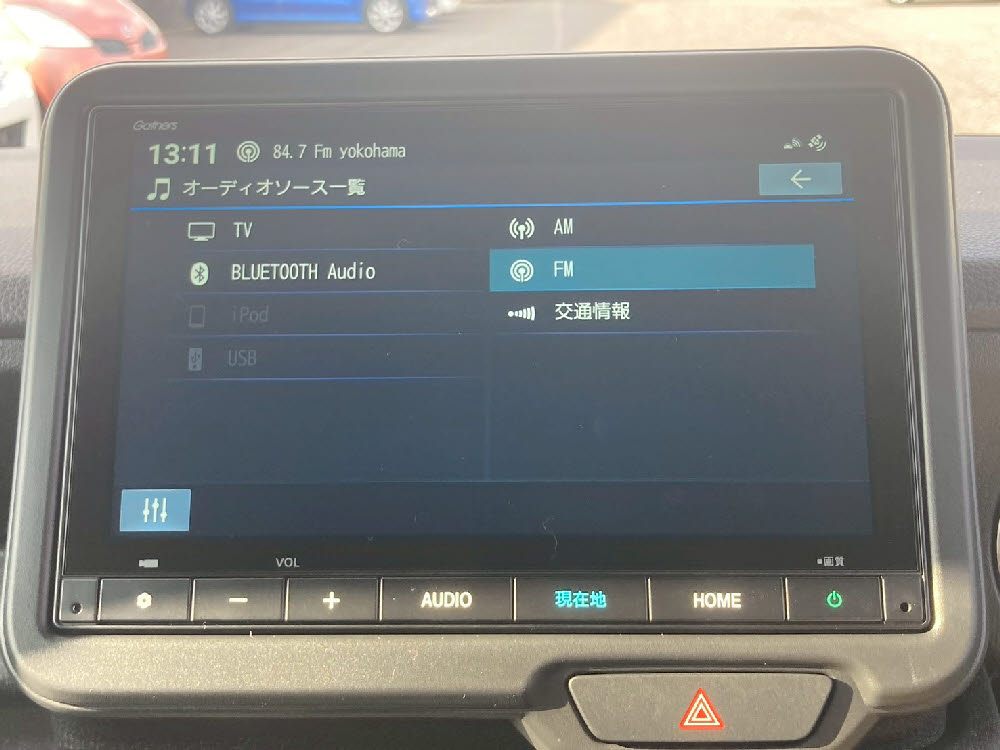 Gathers
13:11 84.7 Fm yokohama
オーディオソース一覧
TV
AM
BLUETOOTH Audio
FM
iPod
交通情報
USB
VOL
画質
AUDIO
現在地
HOME